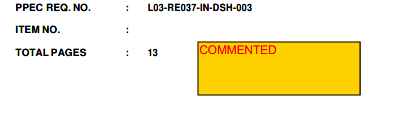 PPEC REQ. NO. : L03-RE037-IN-DSH-003
ITEM NO. :
TOTAL PAGES : 13
COMMENTED